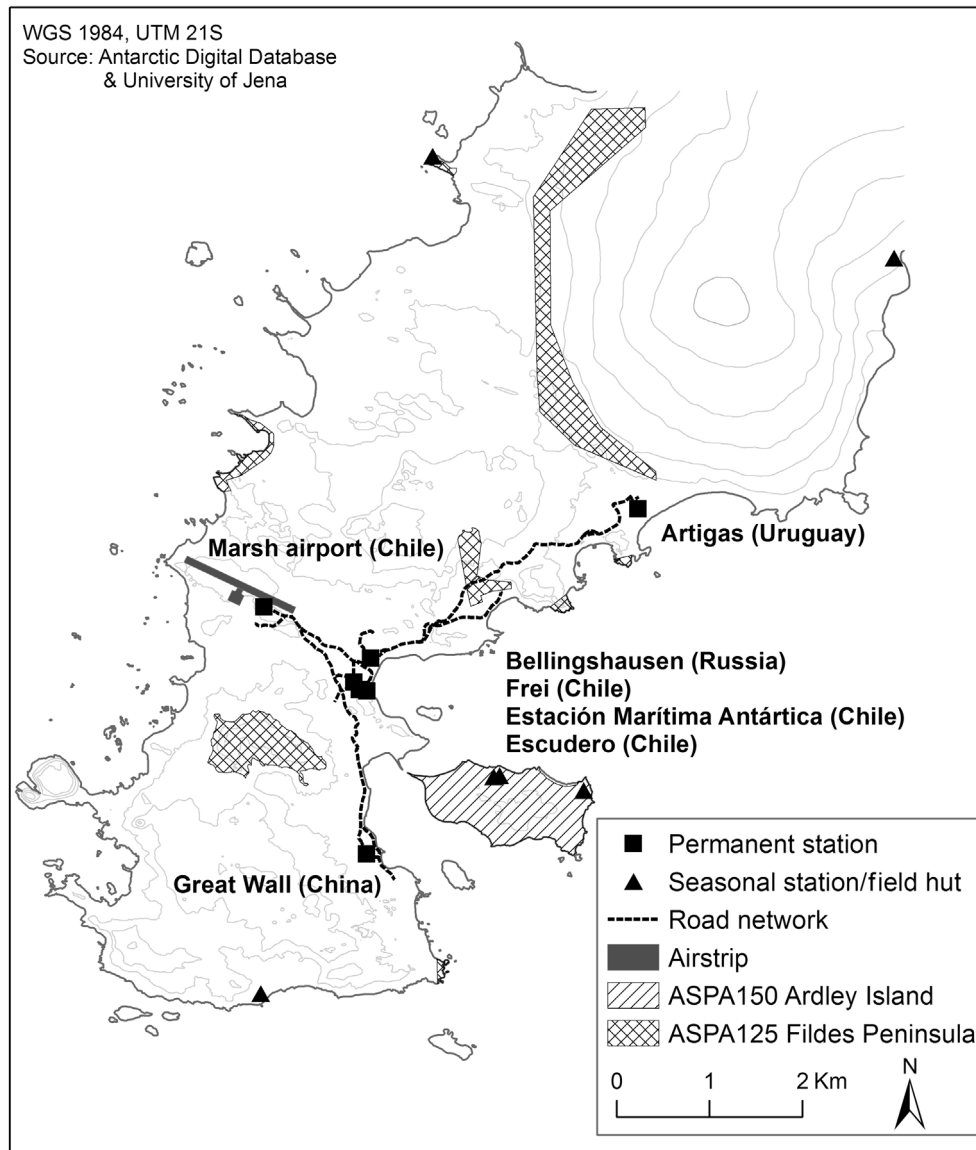 WGS 1984, UTM 21S
Source: Antarctic Digital Database
& University of Jena
Marsh airport (Chile)
Artigas (Uruguay)
Bellingshausen (Russia)
Frei (Chile)
Estación Marítima Antártica (Chile)
Escudero (Chile)
Great Wall (China)
Permanent station
Seasonal station/field hut
Road network
Airstrip
ASPA150 Ardley Island
ASPA125 Fildes Peninsula
N
0 1 2 Km